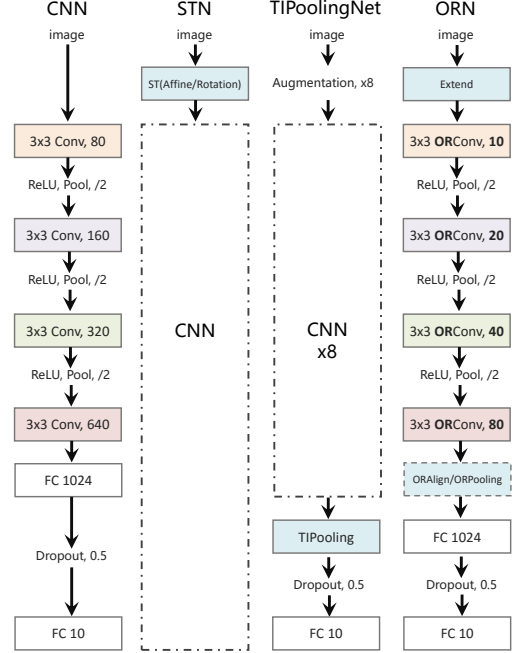 CNN
image
3x3 Conv, 80
ReLU, Pool, /2
3x3 Conv, 160
ReLU, Pool, /2
3x3 Conv, 320
ReLU, Pool, /2
3x3 Conv, 640
FC 1024
Dropout, 0.5
FC 10
STN
image
ST(Affine/Rotation)
CNN
TIPoolingNet
image
Augmentation, x8
CNN
x8
TIPooling
Dropout, 0.5
FC 10
ORN
image
Extend
3x3 ORConv, 10
ReLU, Pool, /2
3x3 ORConv, 20
ReLU, Pool, /2
3x3 ORConv, 40
ReLU, Pool, /2
3x3 ORConv, 80
ORAlign/ORPooling
FC 1024
Dropout, 0.5
FC 10